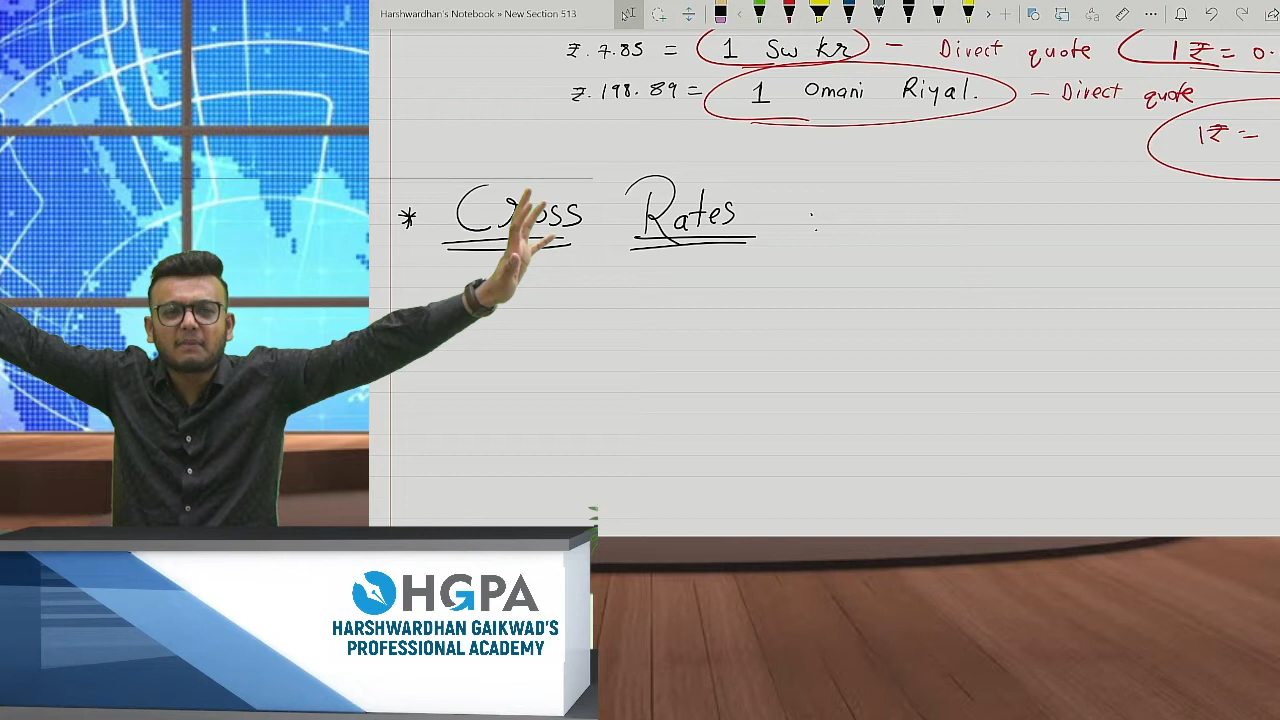 Harshwardhan's Notebook » New Section 513
₹. 7.85 = 1 Sw kr – Direct quote 1 ₹ = 0.
₹. 198.89 = 1 Omani Riyal. – Direct quote
1 ₹ =
* Cross Rates :
HGPA
HARSHWARDHAN GAIKWAD'S
PROFESSIONAL ACADEMY